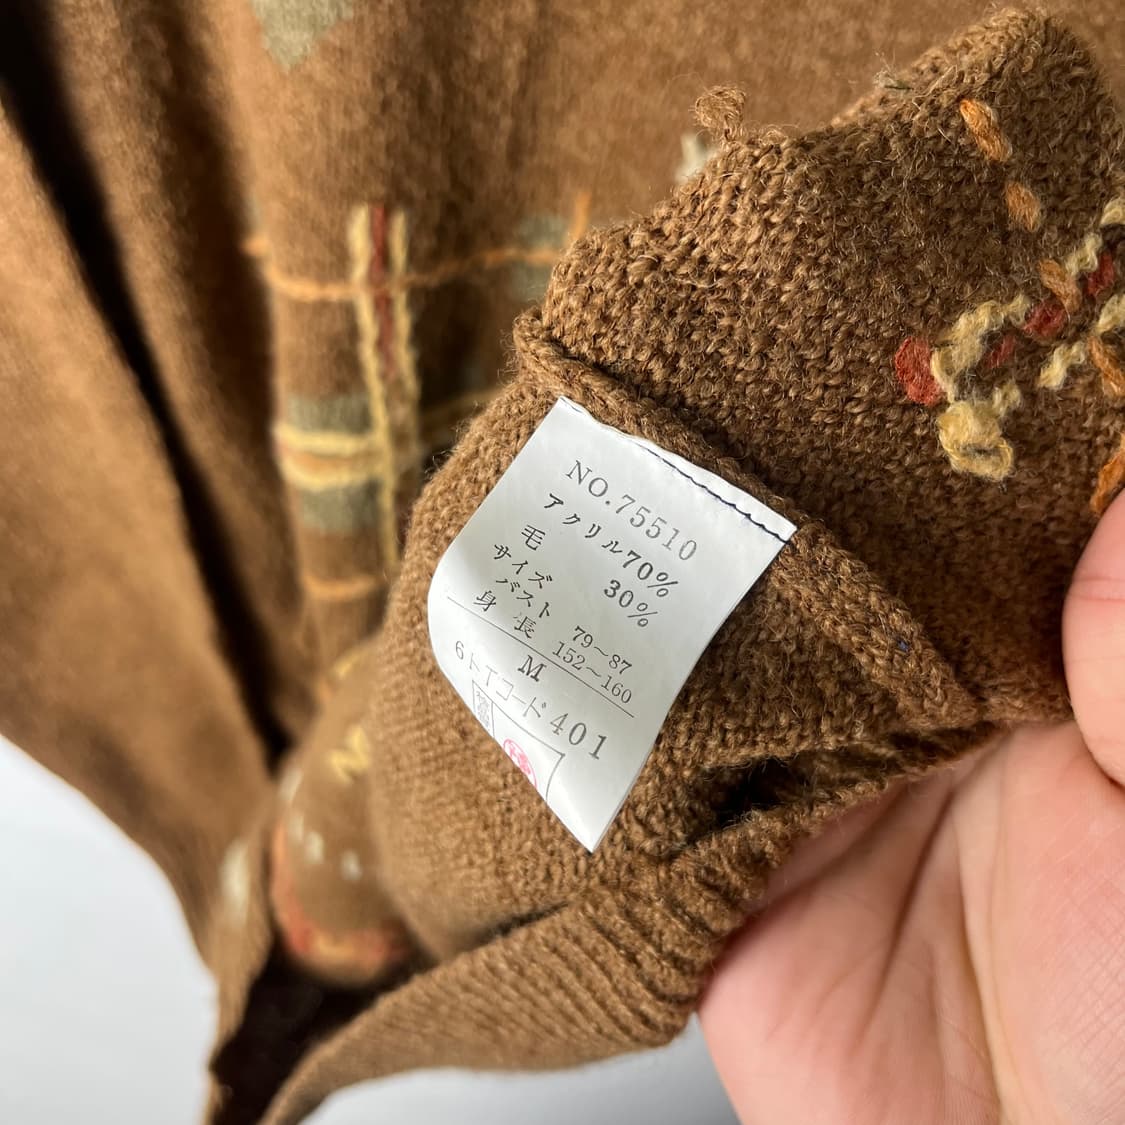 NO.75510
アクリル70%
毛 30%
サイズ
バスト 79~87
身長 152~160
M
6トTコード401